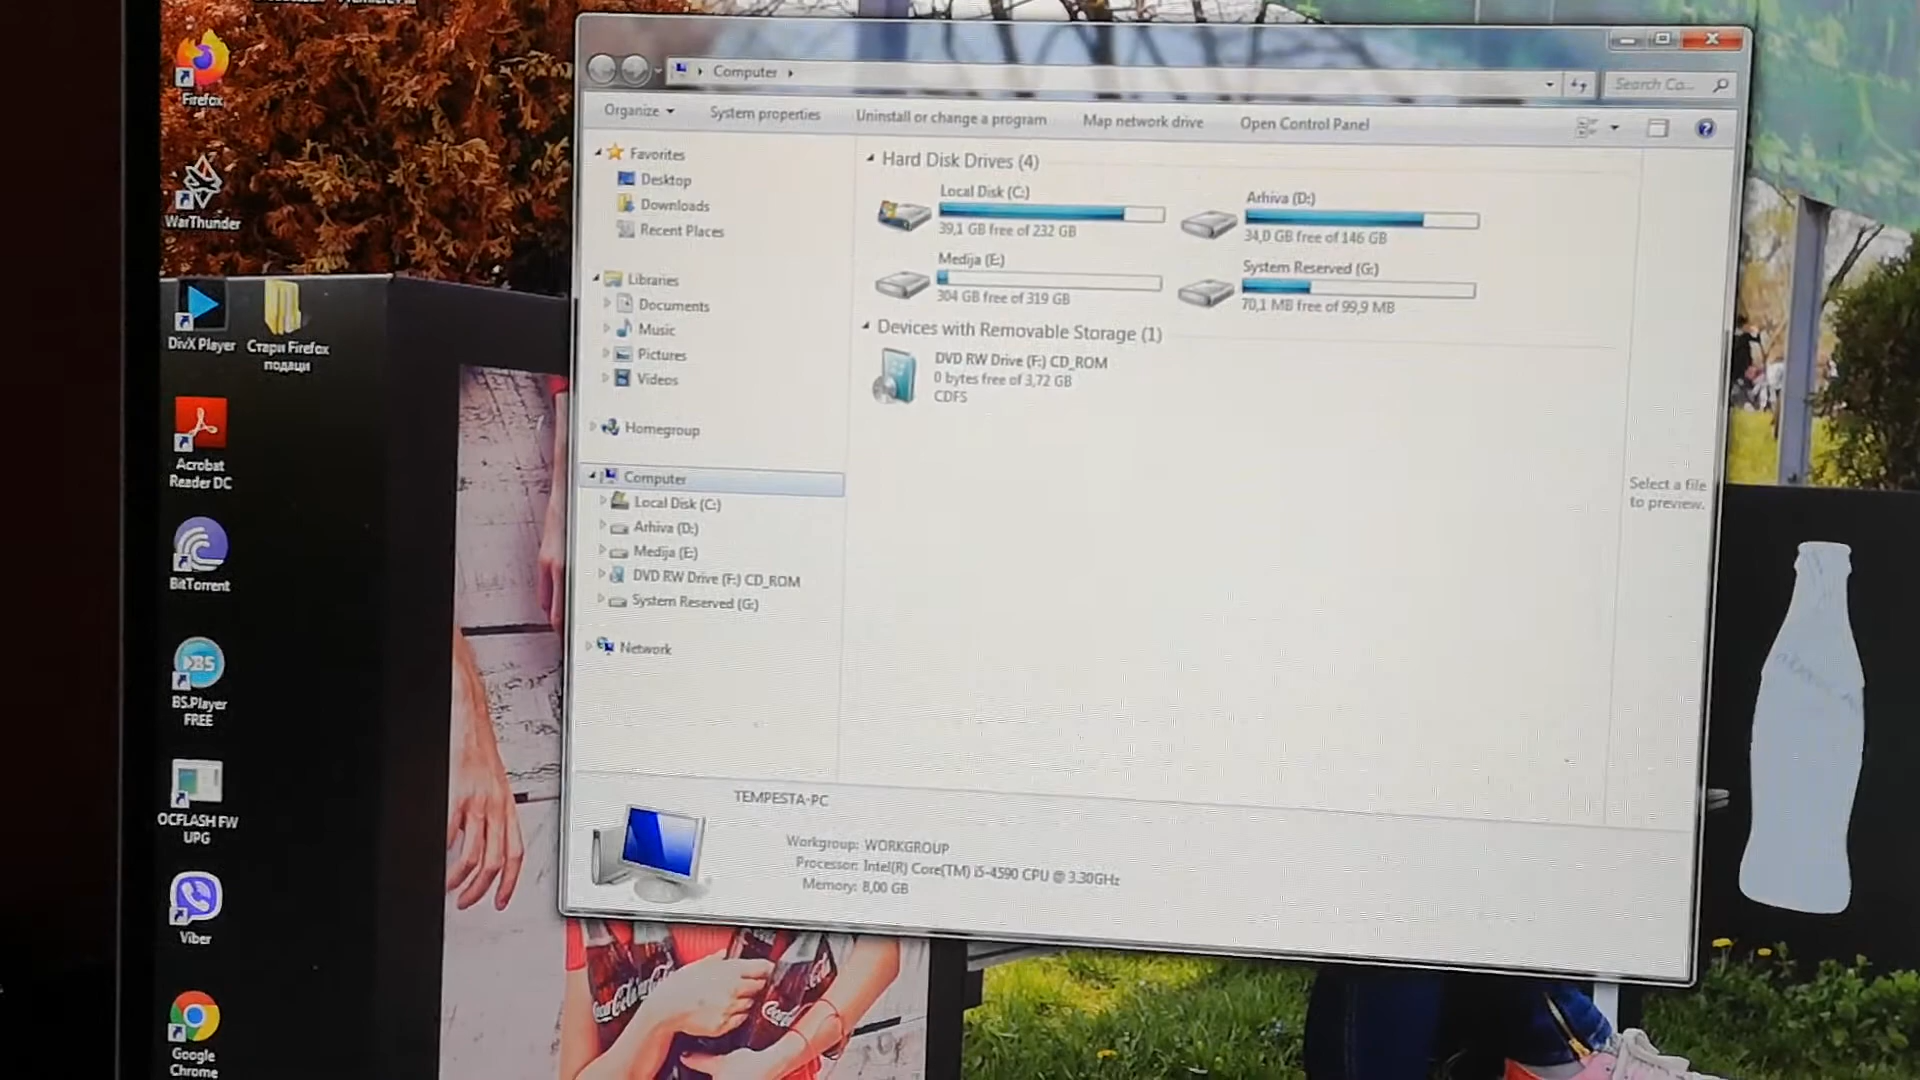 Firefox
WarThunder
DivX Player
Стари Firefox
подаци
Acrobat
Reader DC
BitTorrent
BS.Player
FREE
OCFLASH FW
UPG
Viber
Google
Chrome
Computer
Search Co...
Organize
System properties
Uninstall or change a program
Map network drive
Open Control Panel
Favorites
Desktop
Downloads
Recent Places
Libraries
Documents
Music
Pictures
Videos
Homegroup
Computer
Local Disk (C:)
Arhiva (D:)
Medija (E:)
DVD RW Drive (F:) CD_ROM
System Reserved (G:)
Network
Hard Disk Drives (4)
Local Disk (C:)
39,1 GB free of 232 GB
Arhiva (D:)
34,0 GB free of 146 GB
Medija (E:)
304 GB free of 319 GB
System Reserved (G:)
70,1 MB free of 99,9 MB
Devices with Removable Storage (1)
DVD RW Drive (F:) CD_ROM
0 bytes free of 3,72 GB
CDFS
Select a file
to preview.
TEMPESTA-PC
Workgroup: WORKGROUP
Processor: Intel(R) Core(TM) i5-4590 CPU @ 3.30GHz
Memory: 8,00 GB
Coca-Cola